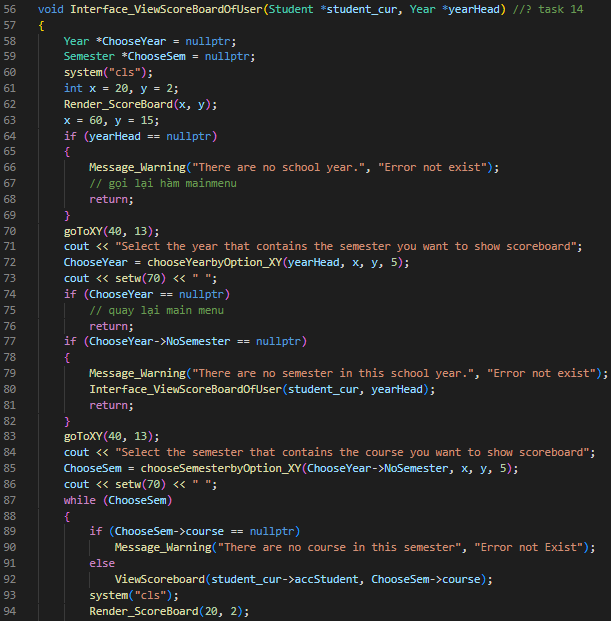 56 void Interface_ViewScoreBoardOfUser(Student *student_cur, Year *yearHead) //? task 14
57 {
58     Year *ChooseYear = nullptr;
59     Semester *ChooseSem = nullptr;
60     system("cls");
61     int x = 20, y = 2;
62     Render_ScoreBoard(x, y);
63     x = 60, y = 15;
64     if (yearHead == nullptr)
65     {
66         Message_Warning("There are no school year.", "Error not exist");
67         // gọi lại hàm mainmenu
68         return;
69     }
70     goToXY(40, 13);
71     cout << "Select the year that contains the semester you want to show scoreboard";
72     ChooseYear = chooseYearbyOption_XY(yearHead, x, y, 5);
73     cout << setw(70) << " ";
74     if (ChooseYear == nullptr)
75         // quay lại main menu
76         return;
77     if (ChooseYear->NoSemester == nullptr)
78     {
79         Message_Warning("There are no semester in this school year.", "Error not exist");
80         Interface_ViewScoreBoardOfUser(student_cur, yearHead);
81         return;
82     }
83     goToXY(40, 13);
84     cout << "Select the semester that contains the course you want to show scoreboard";
85     ChooseSem = chooseSemesterbyOption_XY(ChooseYear->NoSemester, x, y, 5);
86     cout << setw(70) << " ";
87     while (ChooseSem)
88     {
89         if (ChooseSem->course == nullptr)
90             Message_Warning("There are no course in this semester", "Error not Exist");
91         else
92             ViewScoreboard(student_cur->accStudent, ChooseSem->course);
93         system("cls");
94         Render_ScoreBoard(20, 2);